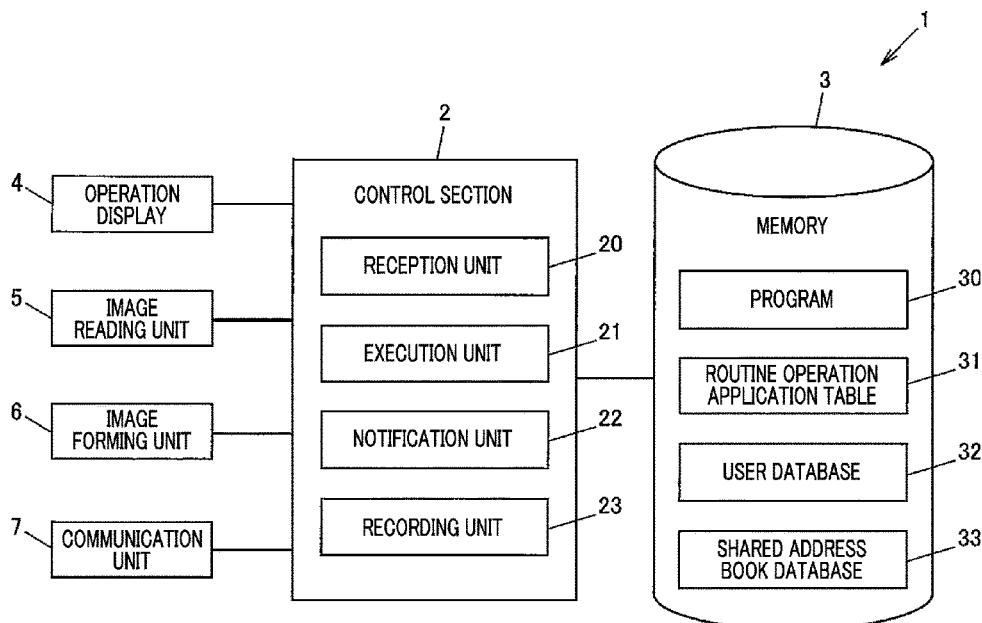 1
3
2
4
OPERATION
DISPLAY
CONTROL SECTION
MEMORY
20
RECEPTION UNIT
30
PROGRAM
5
IMAGE
READING UNIT
21
EXECUTION UNIT
31
ROUTINE OPERATION
APPLICATION TABLE
6
IMAGE
FORMING UNIT
22
NOTIFICATION UNIT
32
USER DATABASE
7
COMMUNICATION
UNIT
23
RECORDING UNIT
33
SHARED ADDRESS
BOOK DATABASE